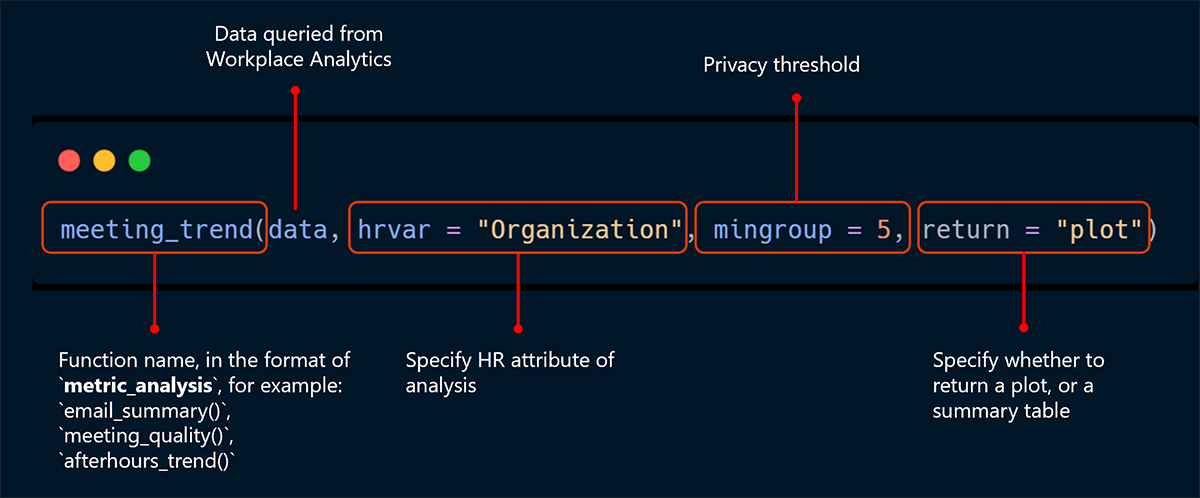 Data queried from
Workplace Analytics
Privacy threshold
meeting_trend(data, hrvar = "Organization", mingroup = 5, return = "plot")
Function name, in the format of
`metric_analysis`, for example:
`email_summary()`,
`meeting_quality()`,
`afterhours_trend()`
Specify HR attribute of
analysis
Specify whether to
return a plot, or a
summary table